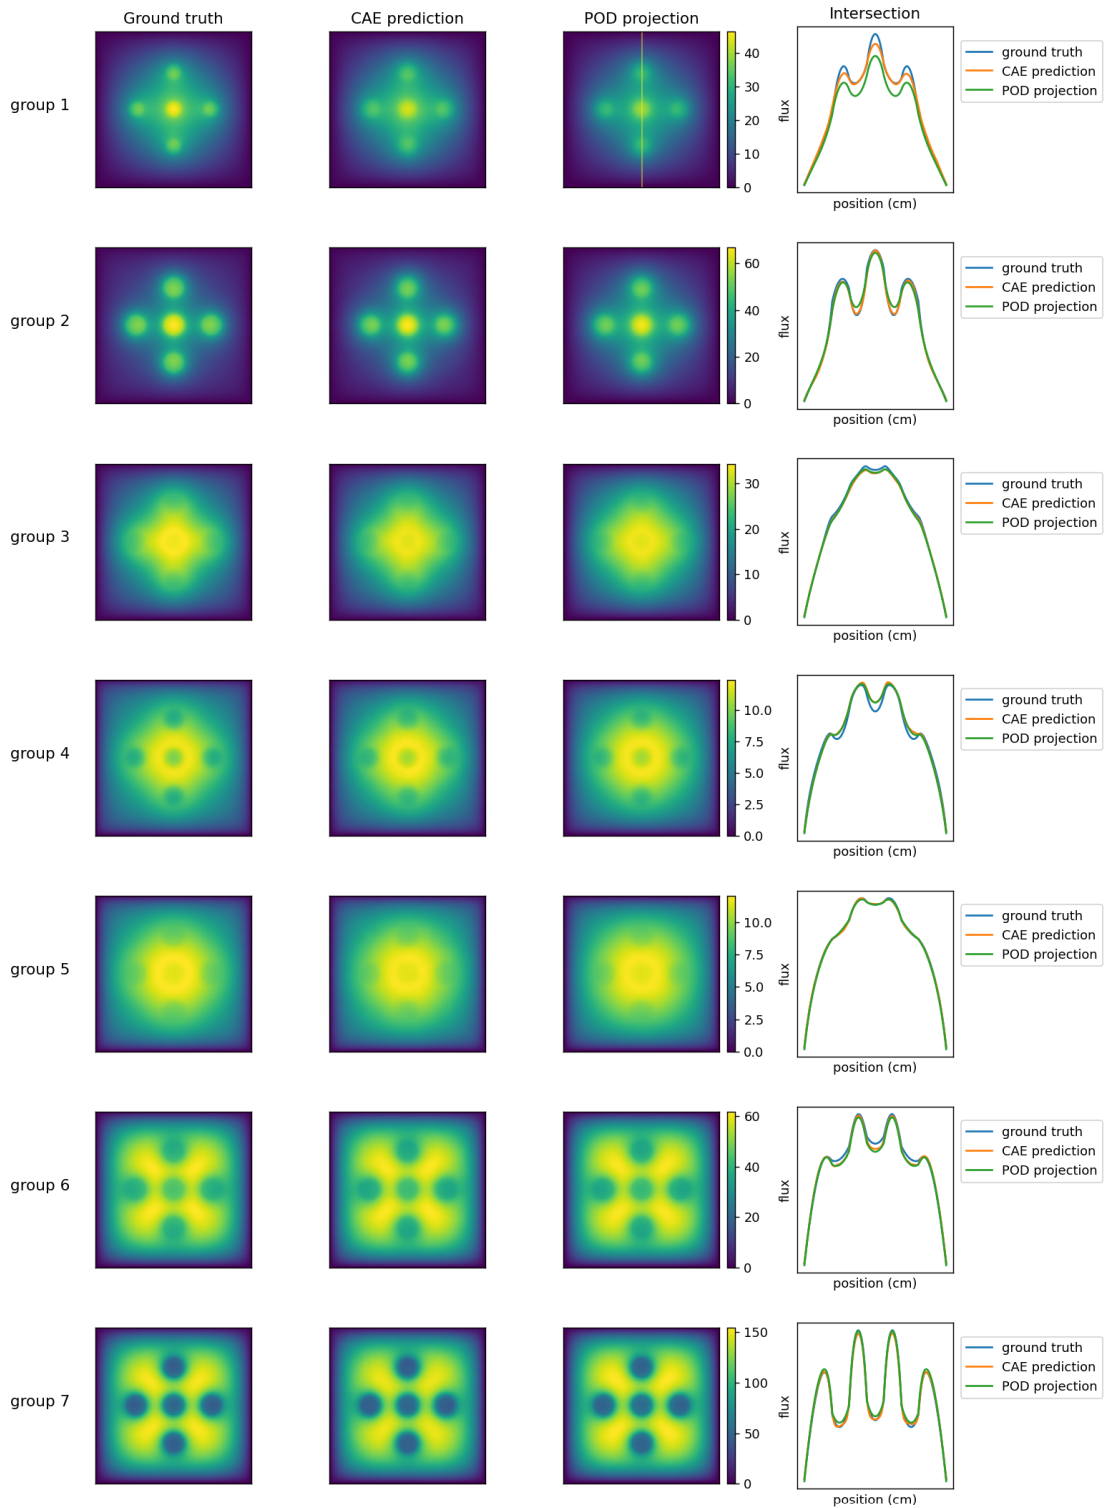 Ground truth CAE prediction POD projection Intersection
group 1
40
30
20
10
0
flux
position (cm)
ground truth
CAE prediction
POD projection
group 2
60
40
20
0
flux
position (cm)
ground truth
CAE prediction
POD projection
group 3
30
20
10
0
flux
position (cm)
ground truth
CAE prediction
POD projection
group 4
10.0
7.5
5.0
2.5
0.0
flux
position (cm)
ground truth
CAE prediction
POD projection
group 5
10.0
7.5
5.0
2.5
0.0
flux
position (cm)
ground truth
CAE prediction
POD projection
group 6
60
40
20
0
flux
position (cm)
ground truth
CAE prediction
POD projection
group 7
150
100
50
0
flux
position (cm)
ground truth
CAE prediction
POD projection